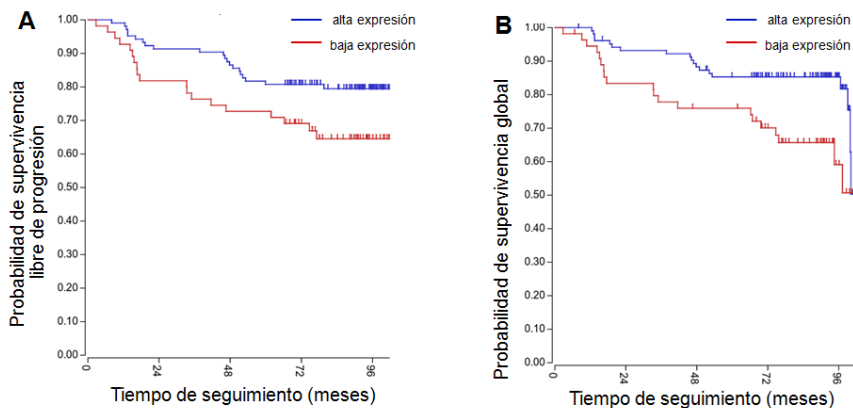 A
alta expresión
baja expresión
Probabilidad de supervivencia
libre de progresión
1.00
0.90
0.80
0.70
0.60
0.50
0.40
0.30
0.20
0.10
0.00
0
24
48
72
96
Tiempo de seguimiento (meses)
B
alta expresión
baja expresión
Probabilidad de supervivencia global
1.00
0.90
0.80
0.70
0.60
0.50
0.40
0.30
0.20
0.10
0.00
0
24
48
72
96
Tiempo de seguimiento (meses)